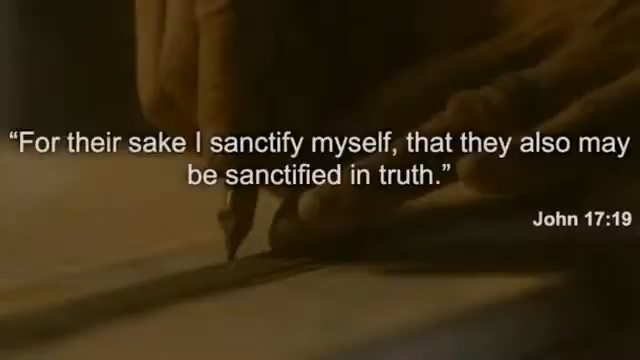 “For their sake I sanctify myself, that they also may
be sanctified in truth.”
John 17:19